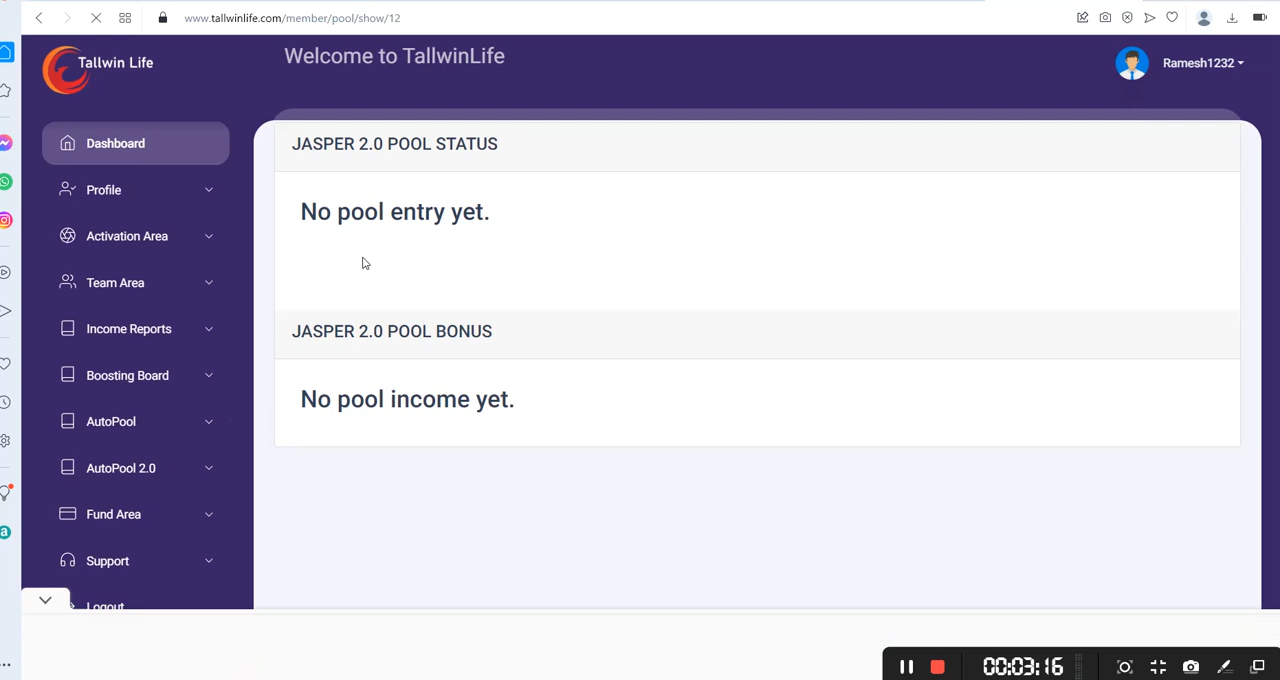 www.tallwinlife.com/member/pool/show/12
Tallwin Life
Welcome to TallwinLife
Ramesh1232
Dashboard
JASPER 2.0 POOL STATUS
Profile
No pool entry yet.
Activation Area
Team Area
Income Reports
JASPER 2.0 POOL BONUS
Boosting Board
No pool income yet.
AutoPool
AutoPool 2.0
Fund Area
Support
Logout
00:03:16